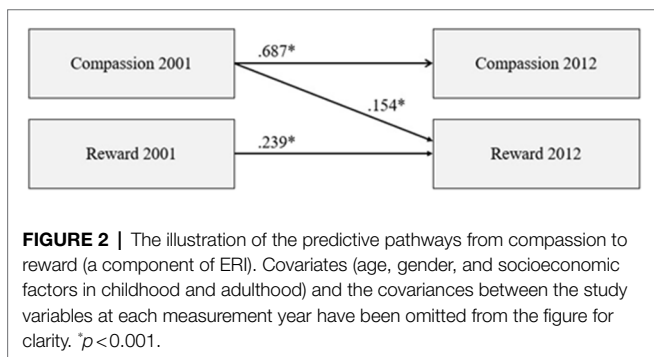 Compassion 2001
.687*
Compassion 2012
.154*
Reward 2001
.239*
Reward 2012
FIGURE 2 | The illustration of the predictive pathways from compassion to
reward (a component of ERI). Covariates (age, gender, and socioeconomic
factors in childhood and adulthood) and the covariances between the study
variables at each measurement year have been omitted from the figure for
clarity. *p<0.001.